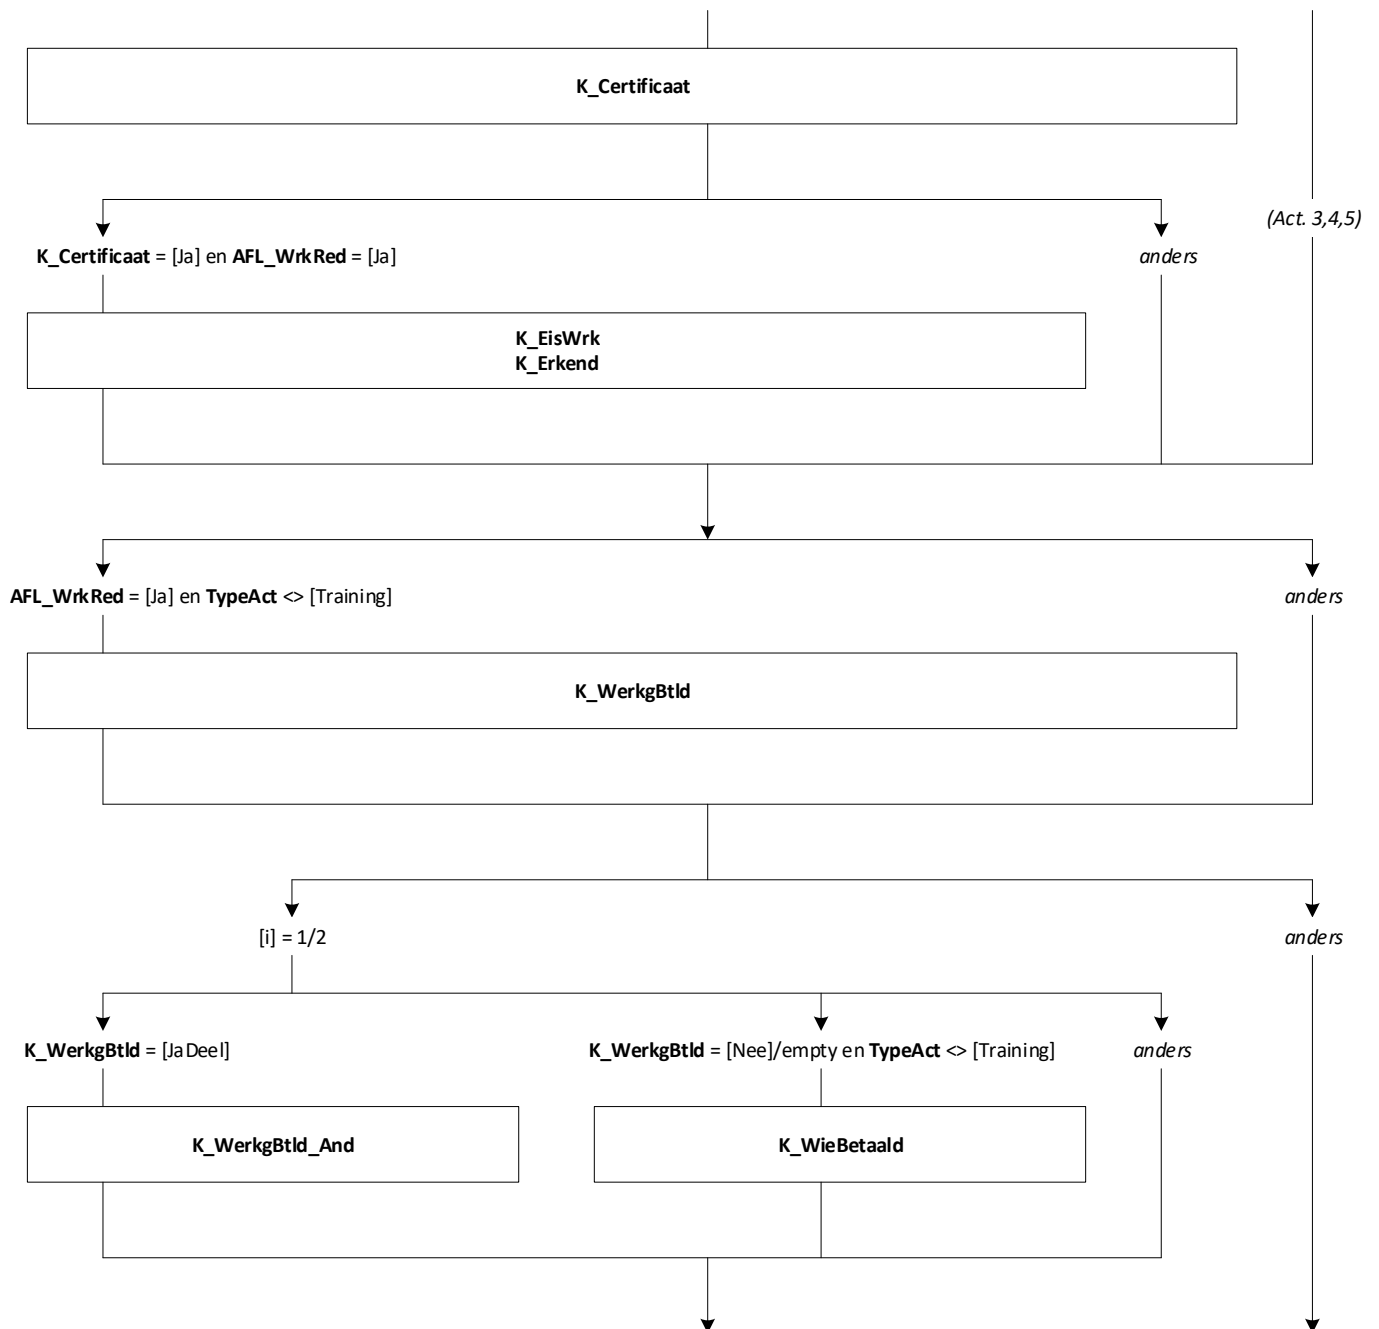 K_Certificaat
(Act. 3,4,5)
K_Certificaat = [Ja] en AFL_WrkRed = [Ja]
anders
K_EisWrk
K_Erkend
AFL_WrkRed = [Ja] en TypeAct <> [Training]
anders
K_WerkgBtld
[i] = 1/2
anders
K_WerkgBtld = [JaDeel]
K_WerkgBtld = [Nee]/empty en TypeAct <> [Training]
anders
K_WerkgBtld_And
K_WieBetaald